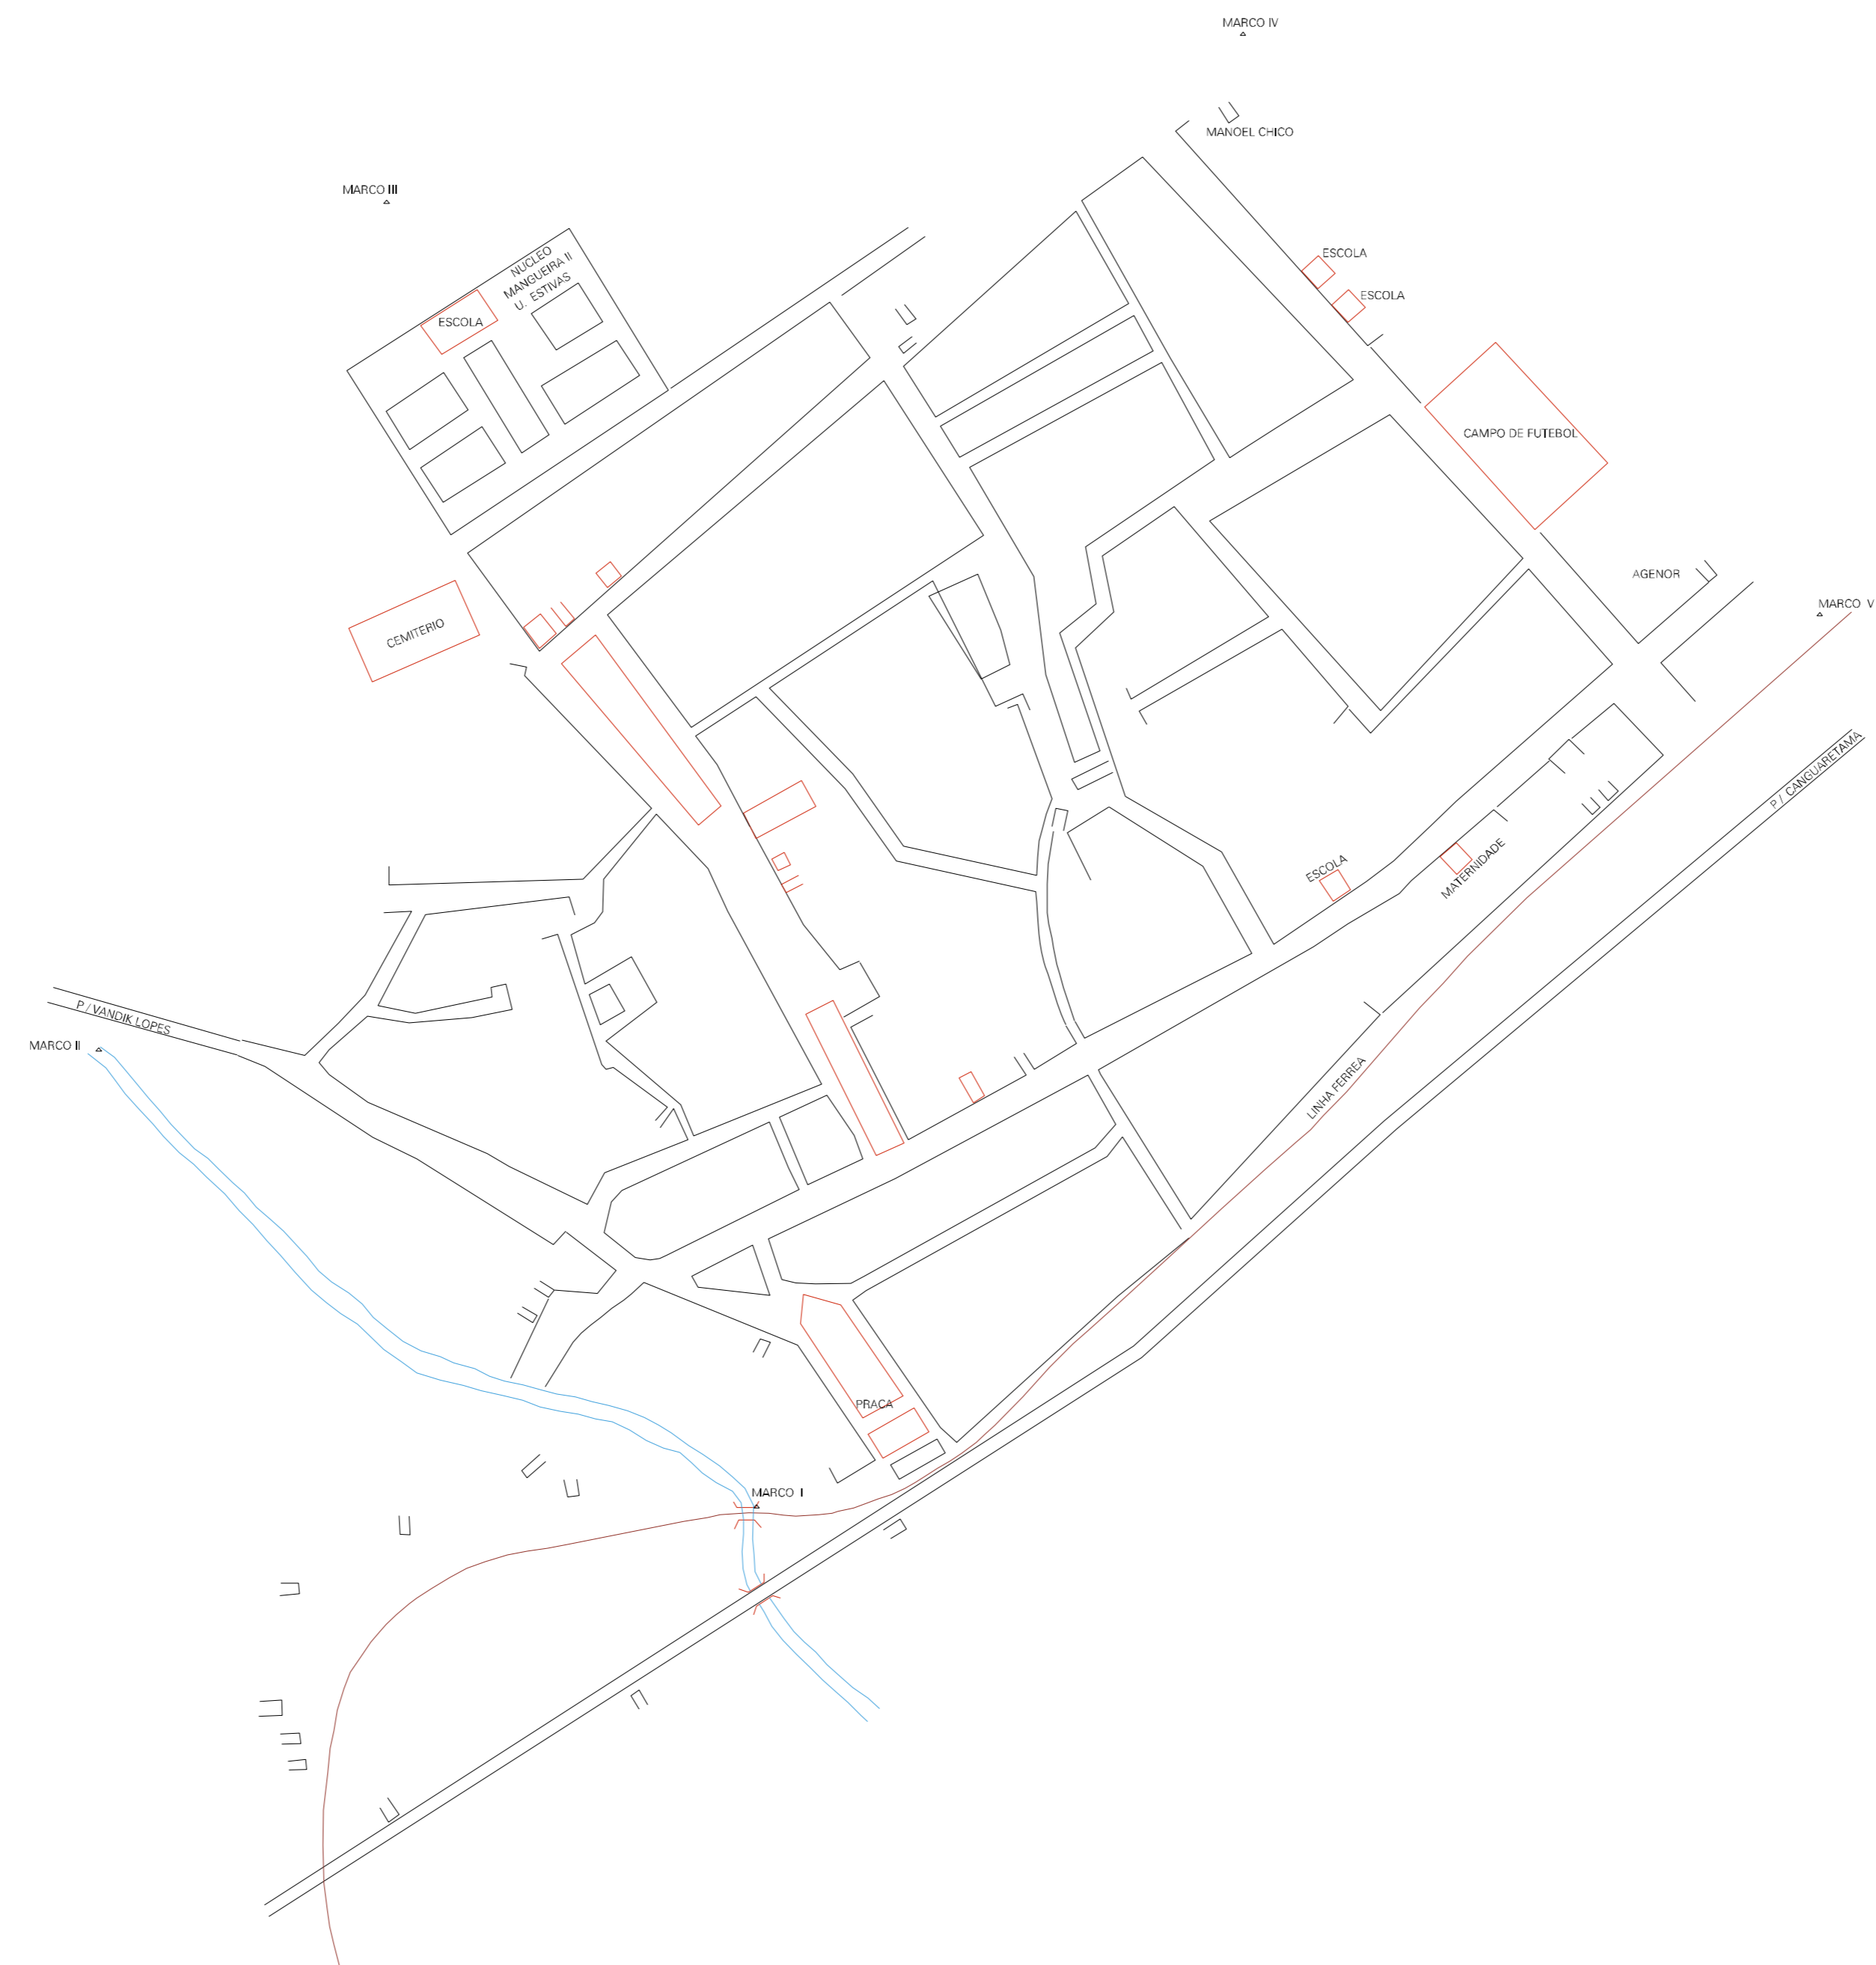 MARCO IV
MANOEL CHICO
MARCO III
NUCLEO
MANGUEIRA II
U. ESTIVAS
ESCOLA
ESCOLA
ESCOLA
CAMPO DE FUTEBOL
AGENOR
MARCO V
CEMITERIO
P / CANGUARETAMA
ESCOLA
MATERNIDADE
P / VANDIK LOPES
MARCO II
LINHA FERREA
PRACA
MARCO I